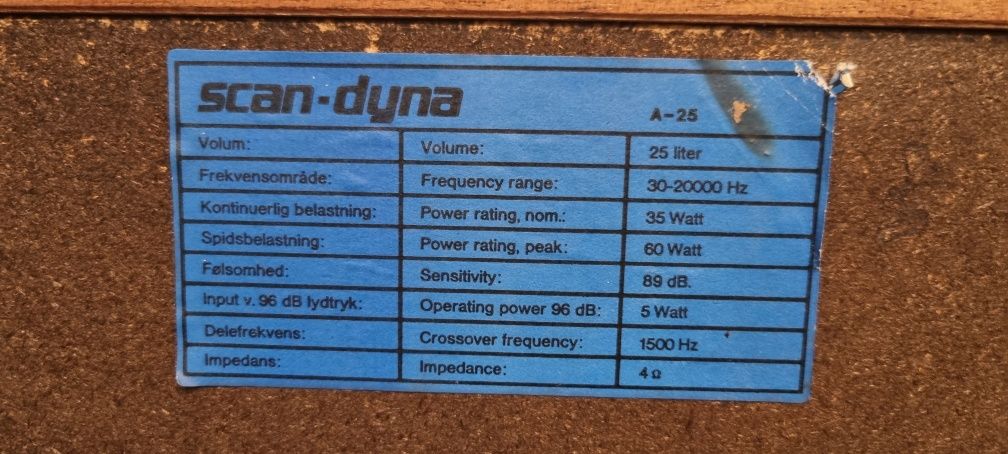 scan-dyna A-25
Volum: Volume: 25 liter
Frekvensområde: Frequency range: 30-20000 Hz
Kontinuerlig belastning: Power rating, nom.: 35 Watt
Spidsbelastning: Power rating, peak: 60 Watt
Følsomhed: Sensitivity: 89 dB.
Input v. 96 dB lydtryk: Operating power 96 dB: 5 Watt
Delefrekvens: Crossover frequency: 1500 Hz
Impedans: Impedance: 4 Ω